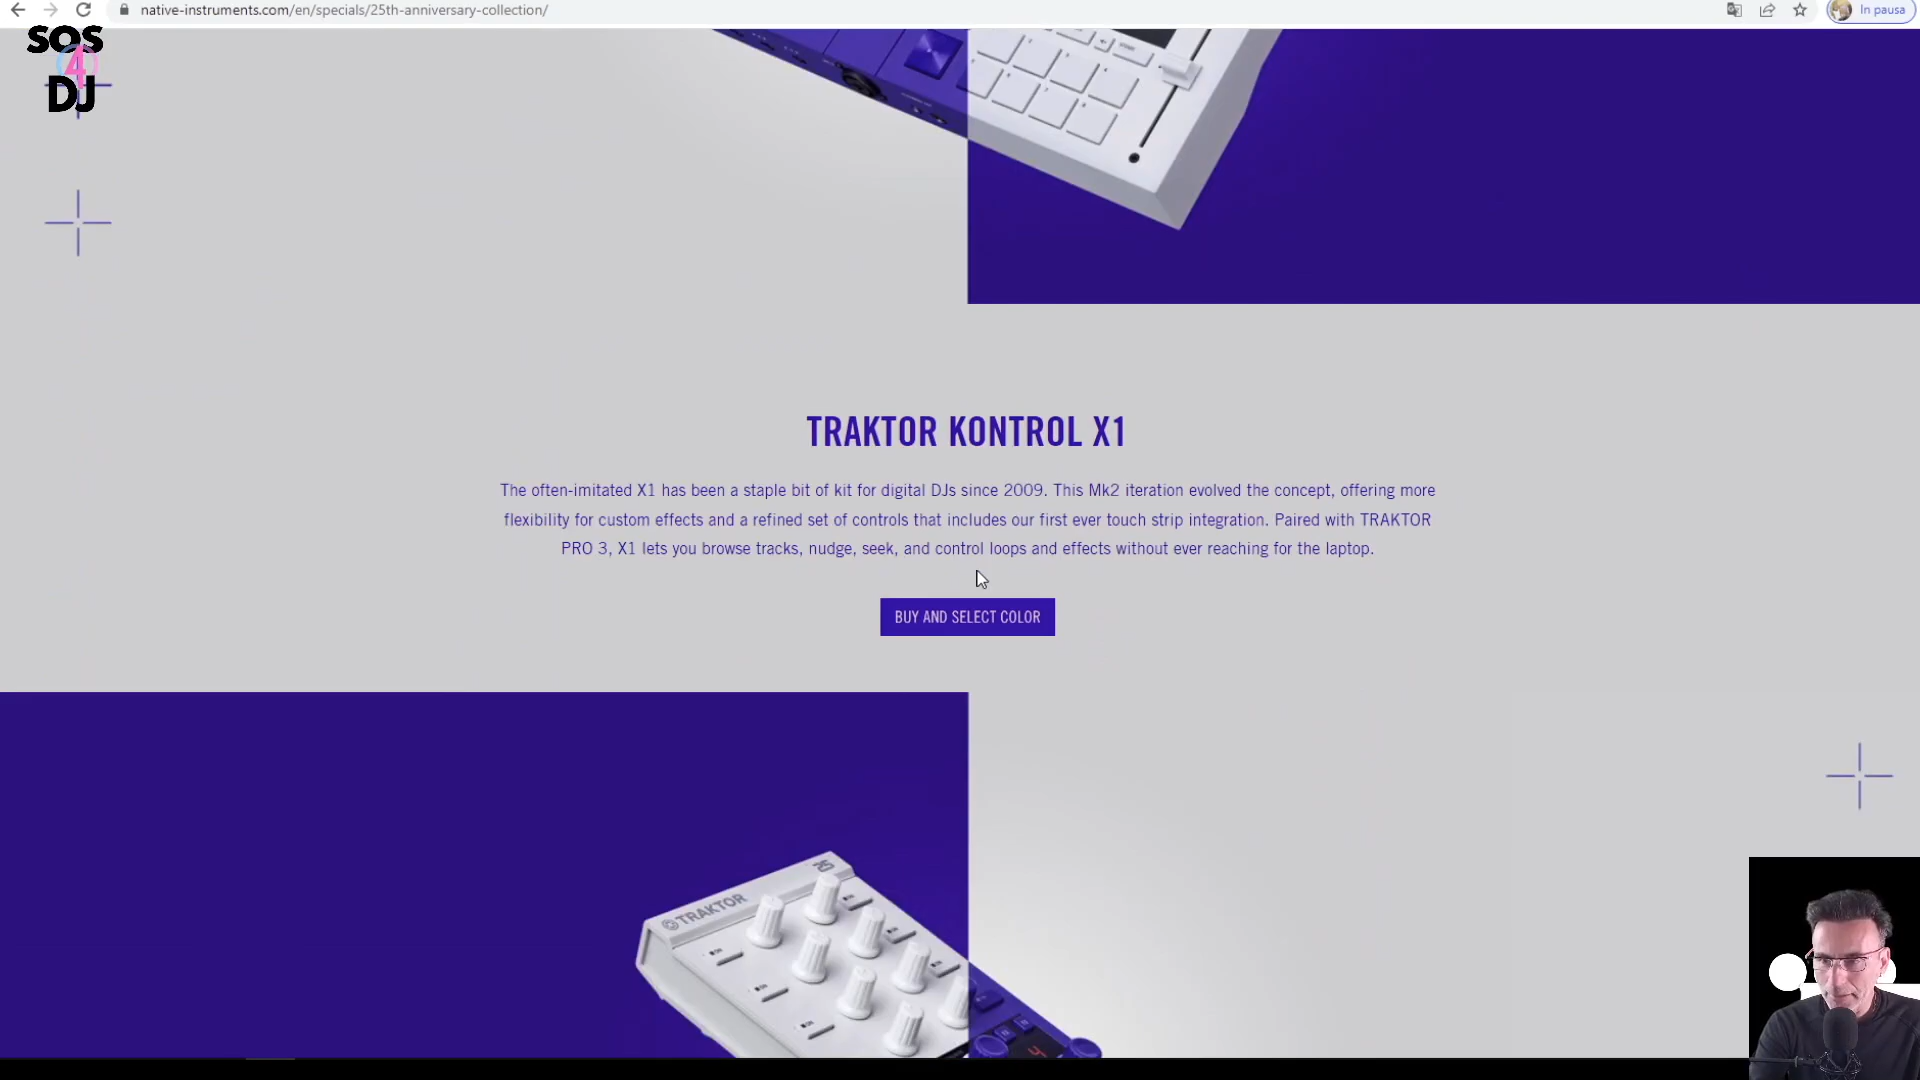 native-instruments.com/en/specials/25th-anniversary-collection/
In pausa
SOS
4
DJ
TRAKTOR KONTROL X1
The often-imitated X1 has been a staple bit of kit for digital DJs since 2009. This Mk2 iteration evolved the concept, offering more
flexibility for custom effects and a refined set of controls that includes our first ever touch strip integration. Paired with TRAKTOR
PRO 3, X1 lets you browse tracks, nudge, seek, and control loops and effects without ever reaching for the laptop.
BUY AND SELECT COLOR
TRAKTOR
25